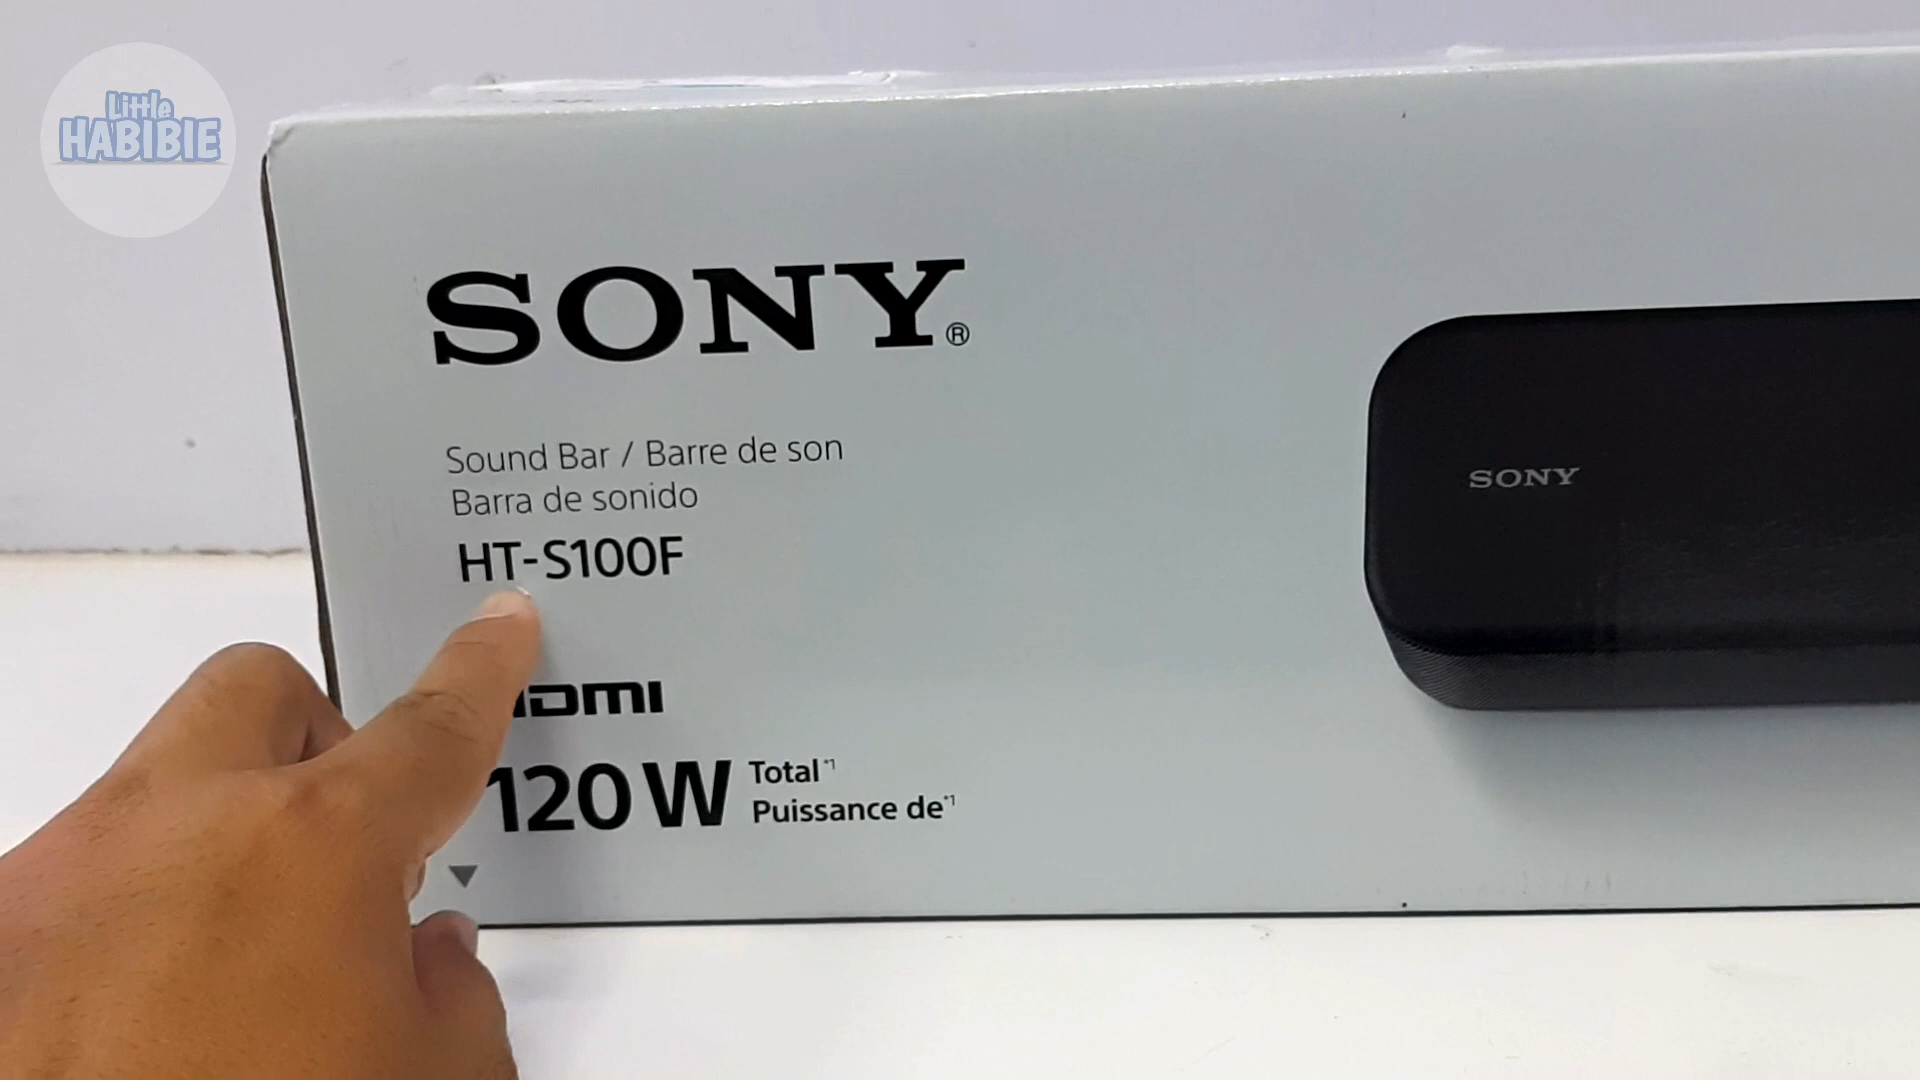 Little
HABIBIE
SONY®
Sound Bar / Barre de son
Barra de sonido
HT-S100F
HDMI
120 W Total*1
Puissance de*1
SONY